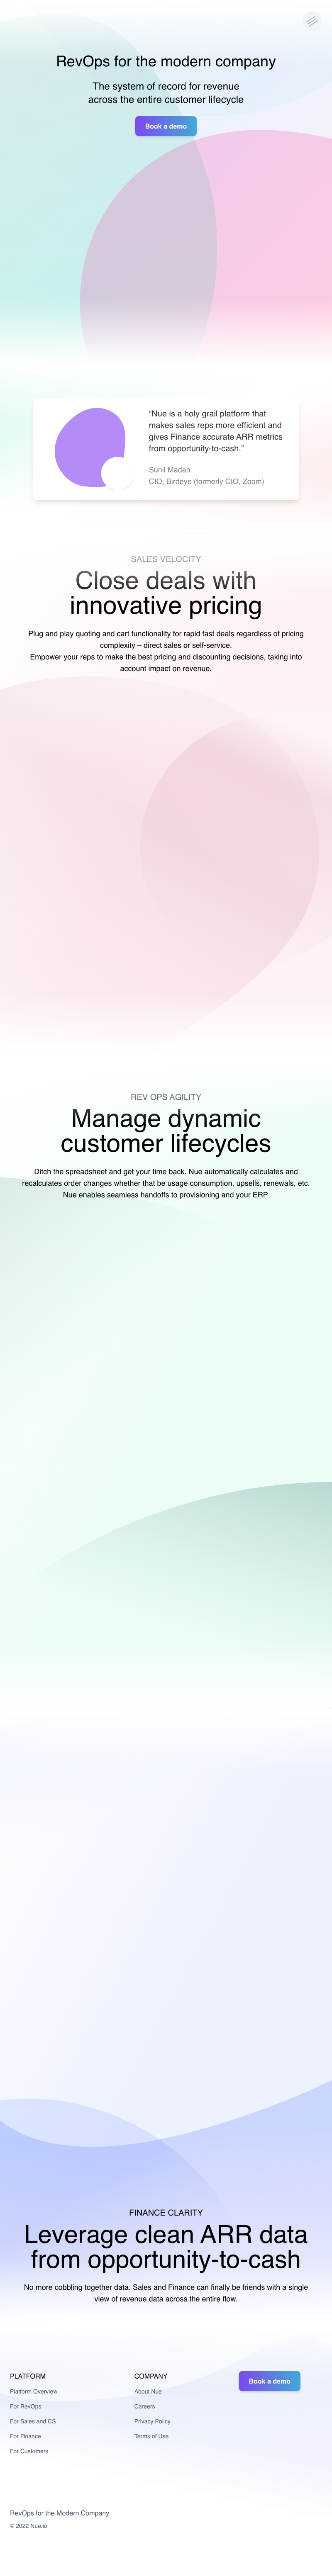 RevOps for the modern company
The system of record for revenue
across the entire customer lifecycle
Book a demo
“Nue is a holy grail platform that
makes sales reps more efficient and
gives Finance accurate ARR metrics
from opportunity-to-cash.”
Sunil Madan
CIO, Birdeye (formerly CIO, Zoom)
SALES VELOCITY
Close deals with
innovative pricing
Plug and play quoting and cart functionality for rapid fast deals regardless of pricing
complexity – direct sales or self-service.
Empower your reps to make the best pricing and discounting decisions, taking into
account impact on revenue.
REV OPS AGILITY
Manage dynamic
customer lifecycles
Ditch the spreadsheet and get your time back. Nue automatically calculates and
recalculates order changes whether that be usage consumption, upsells, renewals, etc.
Nue enables seamless handoffs to provisioning and your ERP.
FINANCE CLARITY
Leverage clean ARR data
from opportunity-to-cash
No more cobbling together data. Sales and Finance can finally be friends with a single
view of revenue data across the entire flow.
PLATFORM
Platform Overview
For RevOps
For Sales and CS
For Finance
For Customers
COMPANY
About Nue
Careers
Privacy Policy
Terms of Use
Book a demo
RevOps for the Modern Company
© 2022 Nue.io